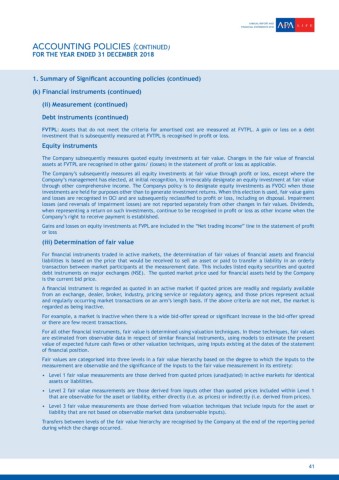 ANNUAL REPORT AND
FINANCIAL STATEMENTS 2018
APA LIFE
ACCOUNTING POLICIES (CONTINUED)
FOR THE YEAR ENDED 31 DECEMBER 2018
1. Summary of Significant accounting policies (continued)
(k) Financial instruments (continued)
(ii) Measurement (continued)
Debt instruments (continued)
FVTPL: Assets that do not meet the criteria for amortised cost are measured at FVTPL. A gain or loss on a debt
investment that is subsequently measured at FVTPL is recognised in profit or loss.
Equity instruments
The Company subsequently measures quoted equity investments at fair value. Changes in the fair value of financial
assets at FVTPL are recognised in other gains/ (losses) in the statement of profit or loss as applicable.
The Company's subsequently measures all equity investments at fair value through profit or loss, except where the
Company's management has elected, at initial recognition, to irrevocably designate an equity investment at fair value
through other comprehensive income. The Companys policy is to designate equity investments as FVOCI when those
investments are held for purposes other than to generate investment returns. When this election is used, fair value gains
and losses are recognised in OCI and are subsequently reclassified to profit or loss, including on disposal. Impairment
losses (and reversals of impairment losses) are not reported separately from other changes in fair values. Dividends,
when representing a return on such investments, continue to be recognised in profit or loss as other income when the
Company's right to receive payment is established.
Gains and losses on equity investments at FVPL are included in the "Net trading income" line in the statement of profit
or loss
(iii) Determination of fair value
For financial instruments traded in active markets, the determination of fair values of financial assets and financial
liabilities is based on the price that would be received to sell an asset or paid to transfer a liability in an orderly
transaction between market participants at the measurement date. This includes listed equity securities and quoted
debt instruments on major exchanges (NSE). The quoted market price used for financial assets held by the Company
is the current bid price.
A financial instrument is regarded as quoted in an active market if quoted prices are readily and regularly available
from an exchange, dealer, broker, industry, pricing service or regulatory agency, and those prices represent actual
and regularly occurring market transactions on an arm's length basis. If the above criteria are not met, the market is
regarded as being inactive.
For example, a market is inactive when there is a wide bid-offer spread or significant increase in the bid-offer spread
or there are few recent transactions.
For all other financial instruments, fair value is determined using valuation techniques. In these techniques, fair values
are estimated from observable data in respect of similar financial instruments, using models to estimate the present
value of expected future cash flows or other valuation techniques, using inputs existing at the dates of the statement
of financial position.
Fair values are categorised into three levels in a fair value hierarchy based on the degree to which the inputs to the
measurement are observable and the significance of the inputs to the fair value measurement in its entirety:
• Level 1 fair value measurements are those derived from quoted prices (unadjusted) in active markets for identical
assets or liabilities.
• Level 2 fair value measurements are those derived from inputs other than quoted prices included within Level 1
that are observable for the asset or liability, either directly (i.e. as prices) or indirectly (i.e. derived from prices).
• Level 3 fair value measurements are those derived from valuation techniques that include inputs for the asset or
liability that are not based on observable market data (unobservable inputs).
Transfers between levels of the fair value hierarchy are recognised by the Company at the end of the reporting period
during which the change occurred.
41